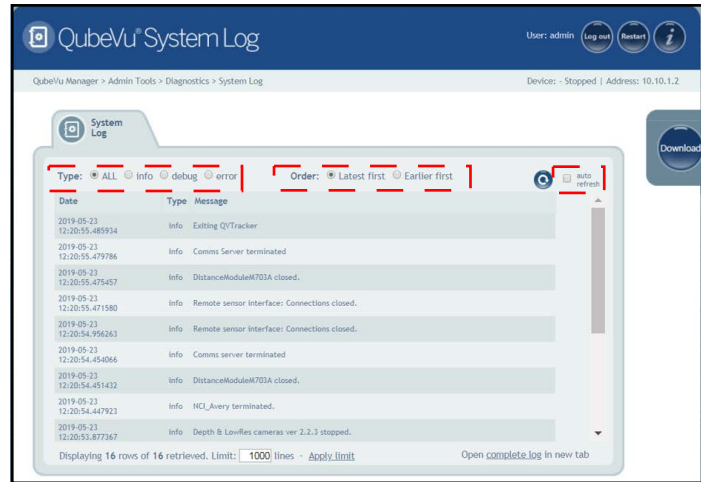 QubeVu® System Log
User: admin
Log out
Restart
i
QubeVu Manager > Admin Tools > Diagnostics > System Log
Device: - Stopped | Address: 10.10.1.2
System
Log
Download
Type: ALL info debug error
Order: Latest first Earlier first
auto
refresh
Date Type Message
2019-05-23
12:20:55.485934 info Exiting QVTracker
2019-05-23
12:20:55.479786 info Comms Server terminated
2019-05-23
12:20:55.475457 info DistanceModuleM703A closed.
2019-05-23
12:20:55.471580 info Remote sensor interface: Connections closed.
2019-05-23
12:20:54.956263 info Remote sensor interface: Connections closed.
2019-05-23
12:20:54.454066 info Comms server terminated
2019-05-23
12:20:54.451432 info DistanceModuleM703A closed.
2019-05-23
12:20:54.447923 info NCI_Avery terminated.
2019-05-23
12:20:53.877367 info Depth & LowRes cameras ver 2.2.3 stopped.
Displaying 16 rows of 16 retrieved. Limit: 1000 lines - Apply limit
Open complete log in new tab